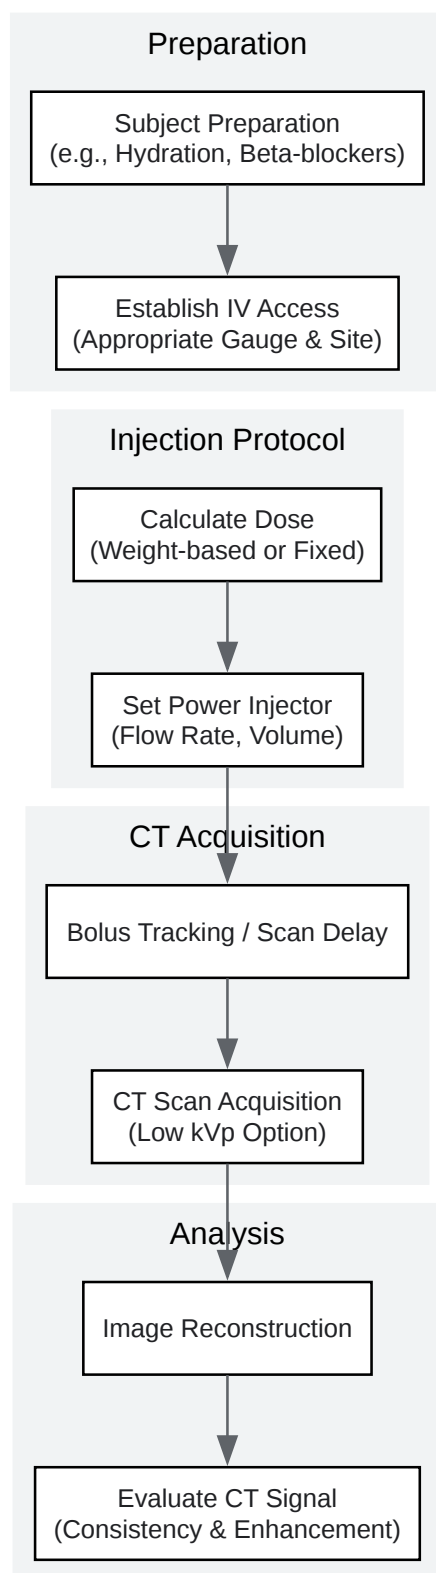 Preparation
Subject Preparation
(e.g., Hydration, Beta-blockers)
Establish IV Access
(Appropriate Gauge & Site)
Injection Protocol
Calculate Dose
(Weight-based or Fixed)
Set Power Injector
(Flow Rate, Volume)
CT Acquisition
Bolus Tracking / Scan Delay
CT Scan Acquisition
(Low kVp Option)
Analysis
Image Reconstruction
Evaluate CT Signal
(Consistency & Enhancement)